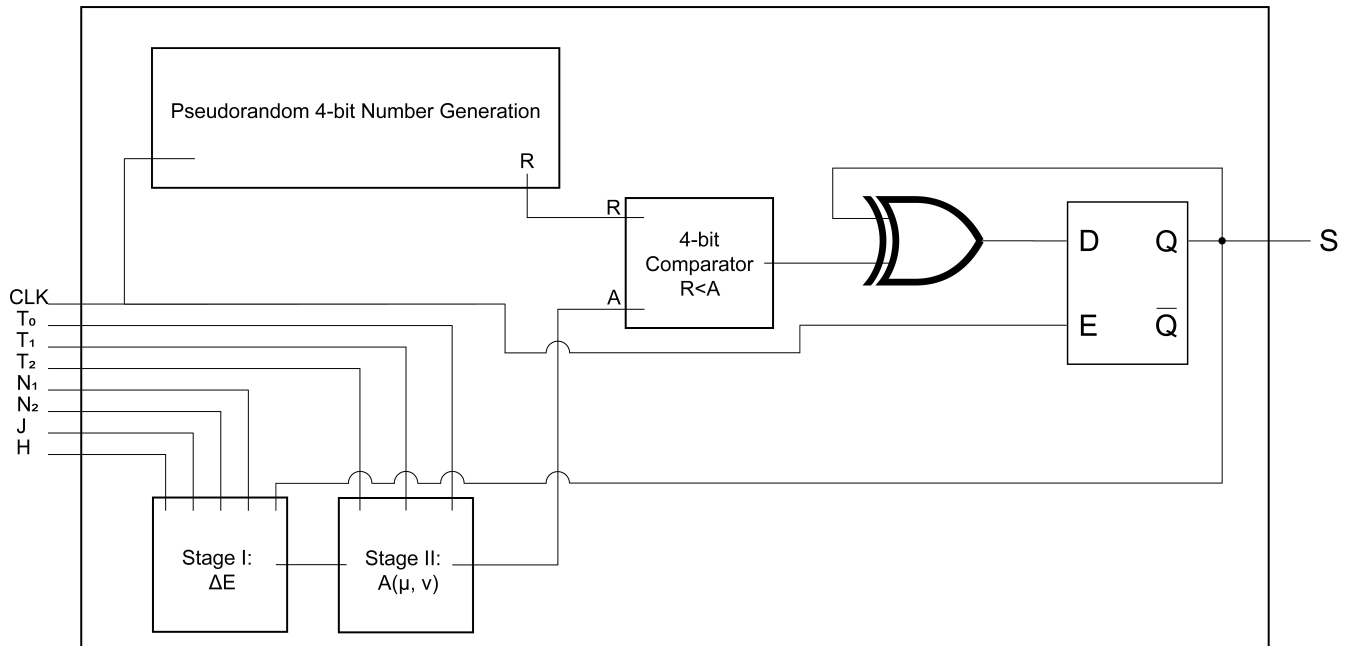 Pseudorandom 4-bit Number Generation
R
R
4-bit
Comparator
R<A
A
D Q
E Q̅
S
CLK
T₀
T₁
T₂
N₁
N₂
J
H
Stage I:
ΔE
Stage II:
A(μ, ν)